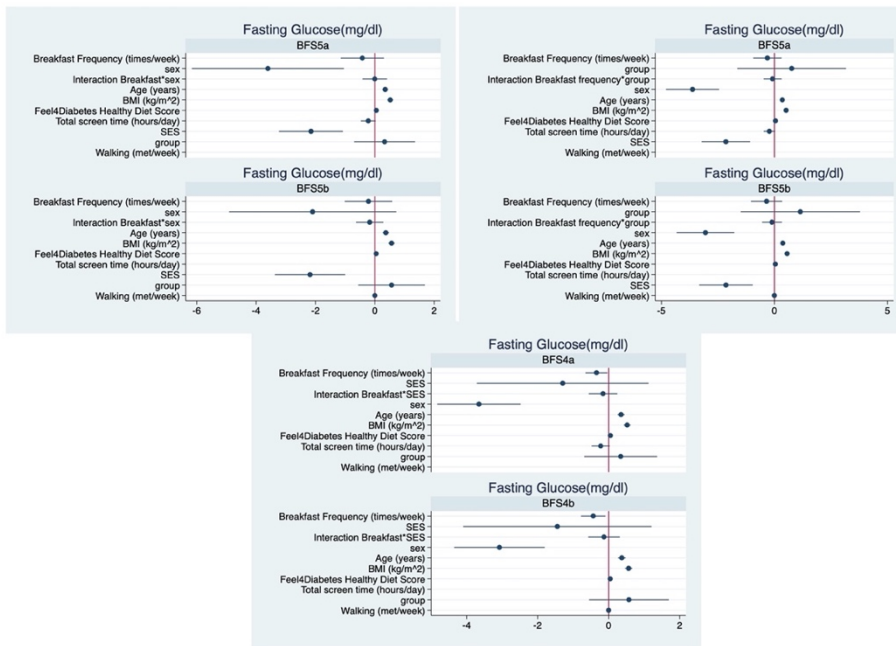 Fasting Glucose(mg/dl)
BFS5a
Breakfast Frequency (times/week)
sex
Interaction Breakfast*sex
Age (years)
BMI (kg/m^2)
Feel4Diabetes Healthy Diet Score
Total screen time (hours/day)
SES
group
Walking (met/week)
Fasting Glucose(mg/dl)
BFS5b
Breakfast Frequency (times/week)
sex
Interaction Breakfast*sex
Age (years)
BMI (kg/m^2)
Feel4Diabetes Healthy Diet Score
Total screen time (hours/day)
SES
group
Walking (met/week)
-6 -4 -2 0 2
Fasting Glucose(mg/dl)
BFS5a
Breakfast Frequency (times/week)
group
Interaction Breakfast frequency*group
sex
Age (years)
BMI (kg/m^2)
Feel4Diabetes Healthy Diet Score
Total screen time (hours/day)
SES
Walking (met/week)
Fasting Glucose(mg/dl)
BFS5b
Breakfast Frequency (times/week)
group
Interaction Breakfast frequency*group
sex
Age (years)
BMI (kg/m^2)
Feel4Diabetes Healthy Diet Score
Total screen time (hours/day)
SES
Walking (met/week)
-5 0 5
Fasting Glucose(mg/dl)
BFS4a
Breakfast Frequency (times/week)
SES
Interaction Breakfast*SES
sex
Age (years)
BMI (kg/m^2)
Feel4Diabetes Healthy Diet Score
Total screen time (hours/day)
group
Walking (met/week)
Fasting Glucose(mg/dl)
BFS4b
Breakfast Frequency (times/week)
SES
Interaction Breakfast*SES
sex
Age (years)
BMI (kg/m^2)
Feel4Diabetes Healthy Diet Score
Total screen time (hours/day)
group
Walking (met/week)
-4 -2 0 2